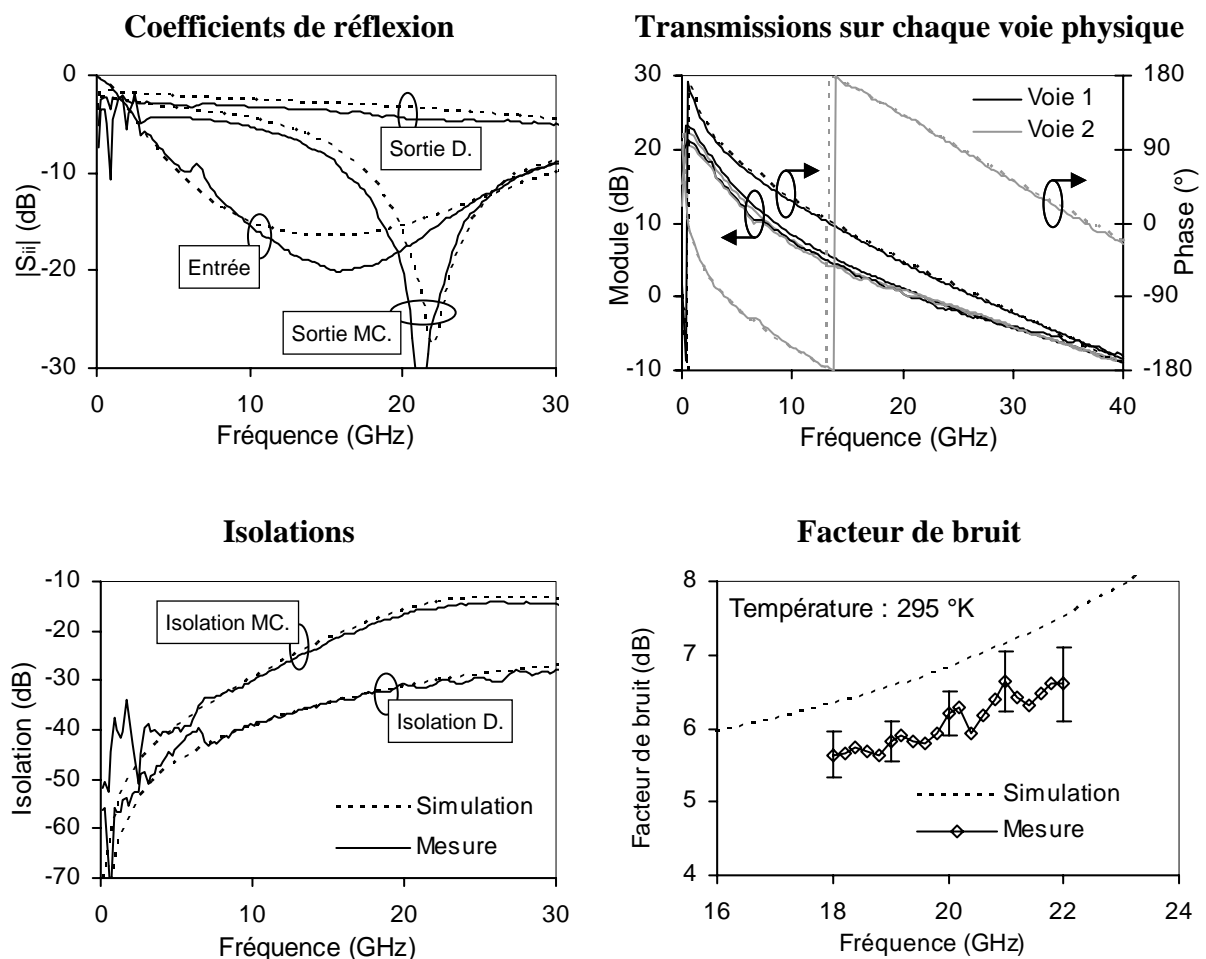 Coefficients de réflexion
0
-10
-20
-30
|Sii| (dB)
Sortie D.
Entrée
Sortie MC.
0
10
20
30
Fréquence (GHz)
Transmissions sur chaque voie physique
30
20
10
0
-10
Module (dB)
Voie 1
Voie 2
180
90
0
-90
-180
Phase (°)
0
10
20
30
40
Fréquence (GHz)
Isolations
-10
-20
-30
-40
-50
-60
-70
Isolation (dB)
Isolation MC.
Isolation D.
Simulation
Mesure
0
10
20
30
Fréquence (GHz)
Facteur de bruit
8
7
6
5
4
Facteur de bruit (dB)
Température : 295 °K
Simulation
Mesure
16
18
20
22
24
Fréquence (GHz)